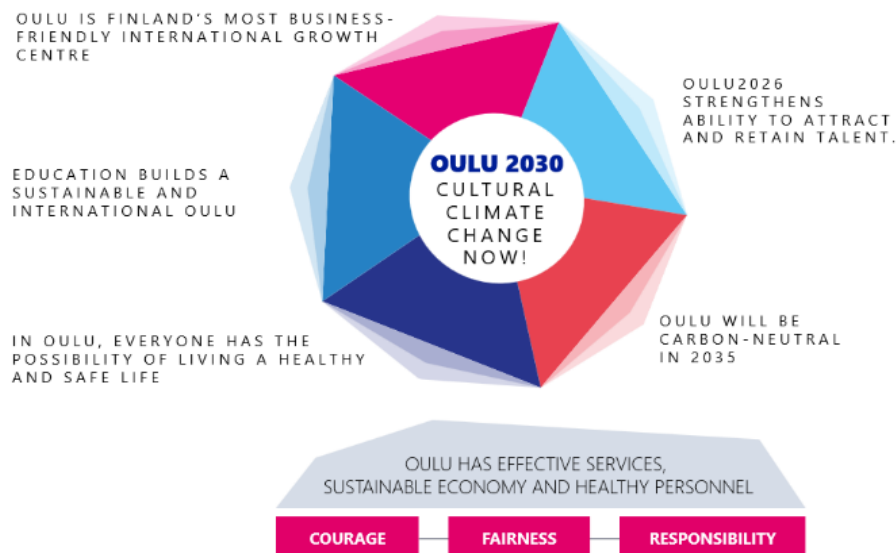 OULU IS FINLAND'S MOST BUSINESS-
FRIENDLY INTERNATIONAL GROWTH
CENTRE
OULU2026
STRENGTHENS
ABILITY TO ATTRACT
AND RETAIN TALENT.
EDUCATION BUILDS A
SUSTAINABLE AND
INTERNATIONAL OULU
OULU 2030
CULTURAL
CLIMATE
CHANGE
NOW!
IN OULU, EVERYONE HAS THE
POSSIBILITY OF LIVING A HEALTHY
AND SAFE LIFE
OULU WILL BE
CARBON-NEUTRAL
IN 2035
OULU HAS EFFECTIVE SERVICES,
SUSTAINABLE ECONOMY AND HEALTHY PERSONNEL
COURAGE
FAIRNESS
RESPONSIBILITY